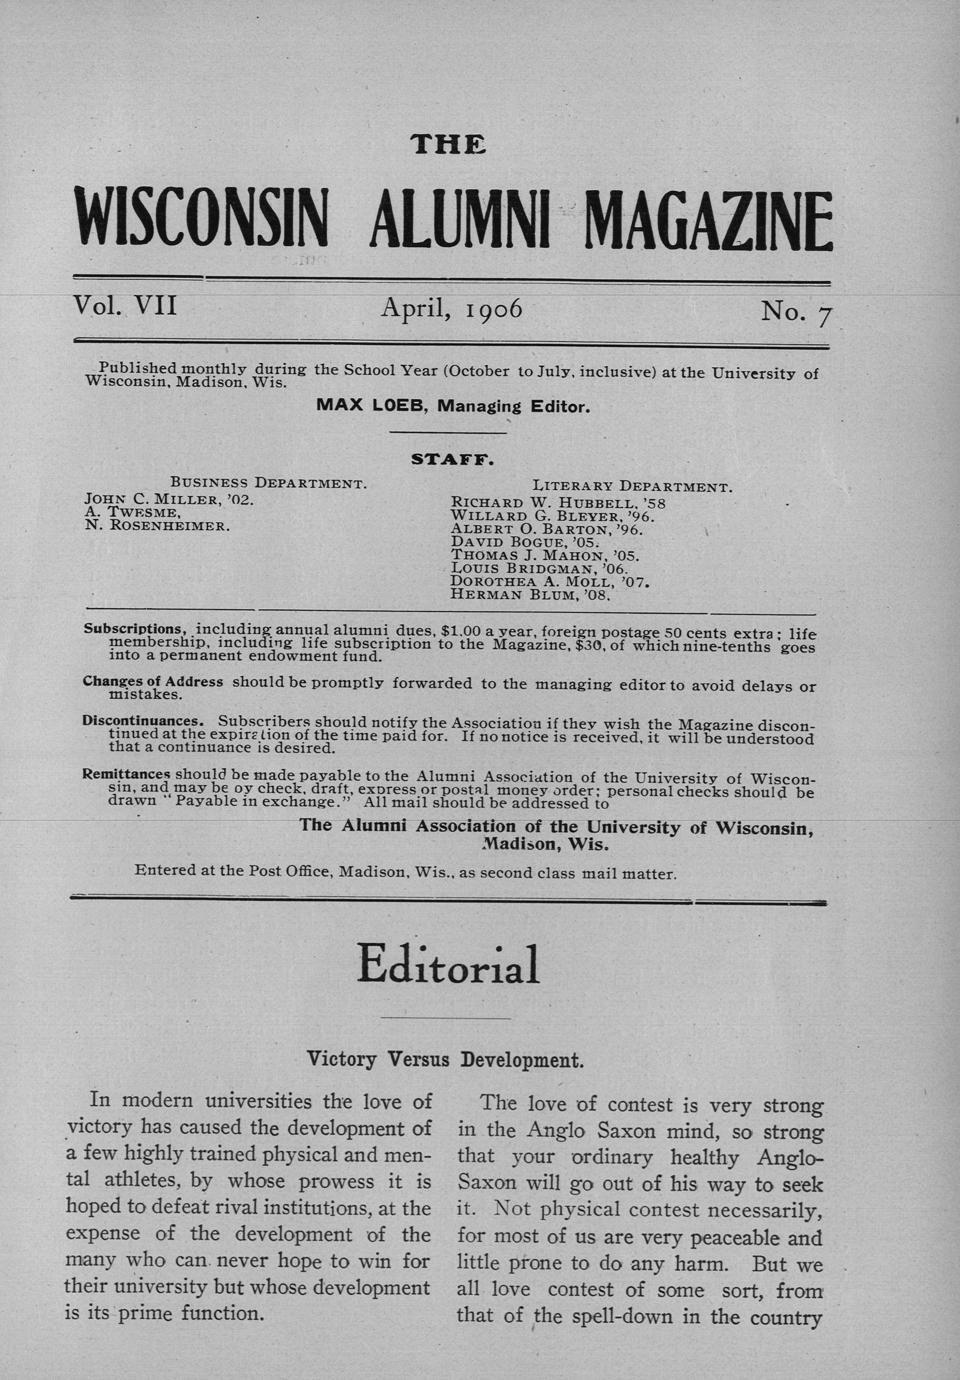 THE
WISCONSIN ALUMNI MAGAZINE
Vol. VII April, 1906 No. 7
Published monthly during the School Year (October to July, inclusive) at the University of
Wisconsin, Madison, Wis.
MAX LOEB, Managing Editor.
STAFF.
BUSINESS DEPARTMENT.
JOHN C. MILLER, '02.
A. TWESME,
N. ROSENHEIMER.
LITERARY DEPARTMENT.
RICHARD W. HUBBELL, '58
WILLARD G. BLEYER, '96.
ALBERT O. BARTON, '96.
DAVID BOGUE, '05.
THOMAS J. MAHON, '05.
LOUIS BRIDGMAN, '06.
DOROTHEA A. MOLL, '07.
HERMAN BLUM, '08.
Subscriptions, including annual alumni dues, $1.00 a year, foreign postage 50 cents extra; life
membership, including life subscription to the Magazine, $30, of which nine-tenths goes
into a permanent endowment fund.
Changes of Address should be promptly forwarded to the managing editor to avoid delays or
mistakes.
Discontinuances. Subscribers should notify the Association if they wish the Magazine discon-
tinued at the expiration of the time paid for. If no notice is received, it will be understood
that a continuance is desired.
Remittances should be made payable to the Alumni Association of the University of Wiscon-
sin, and may be by check, draft, express or postal money order; personal checks should be
drawn "Payable in exchange." All mail should be addressed to
The Alumni Association of the University of Wisconsin,
Madison, Wis.
Entered at the Post Office, Madison, Wis., as second class mail matter.
Editorial
Victory Versus Development.
In modern universities the love of
victory has caused the development of
a few highly trained physical and men-
tal athletes, by whose prowess it is
hoped to defeat rival institutions, at the
expense of the development of the
many who can never hope to win for
their university but whose development
is its prime function.
The love of contest is very strong
in the Anglo Saxon mind, so strong
that your ordinary healthy Anglo-
Saxon will go out of his way to seek
it. Not physical contest necessarily,
for most of us are very peaceable and
little prone to do any harm. But we
all love contest of some sort, from
that of the spell-down in the country